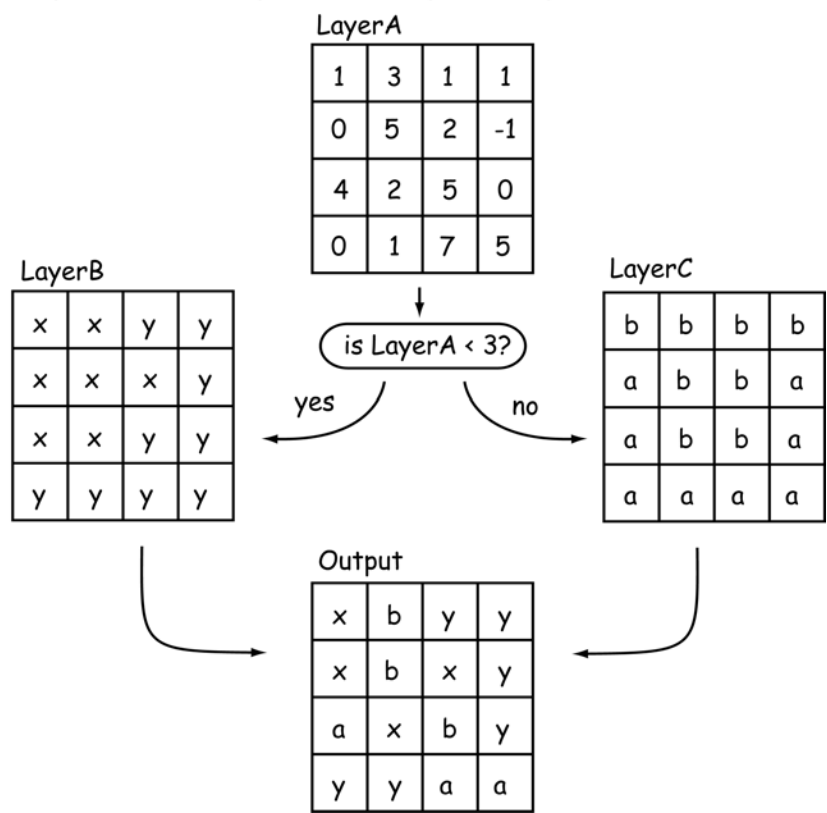 LayerA
1 3 1 1
0 5 2 -1
4 2 5 0
0 1 7 5
LayerB
x x y y
x x x y
x x y y
y y y y
is LayerA < 3?
yes
no
LayerC
b b b b
a b b a
a b b a
a a a a
Output
x b y y
x b x y
a x b y
y y a a